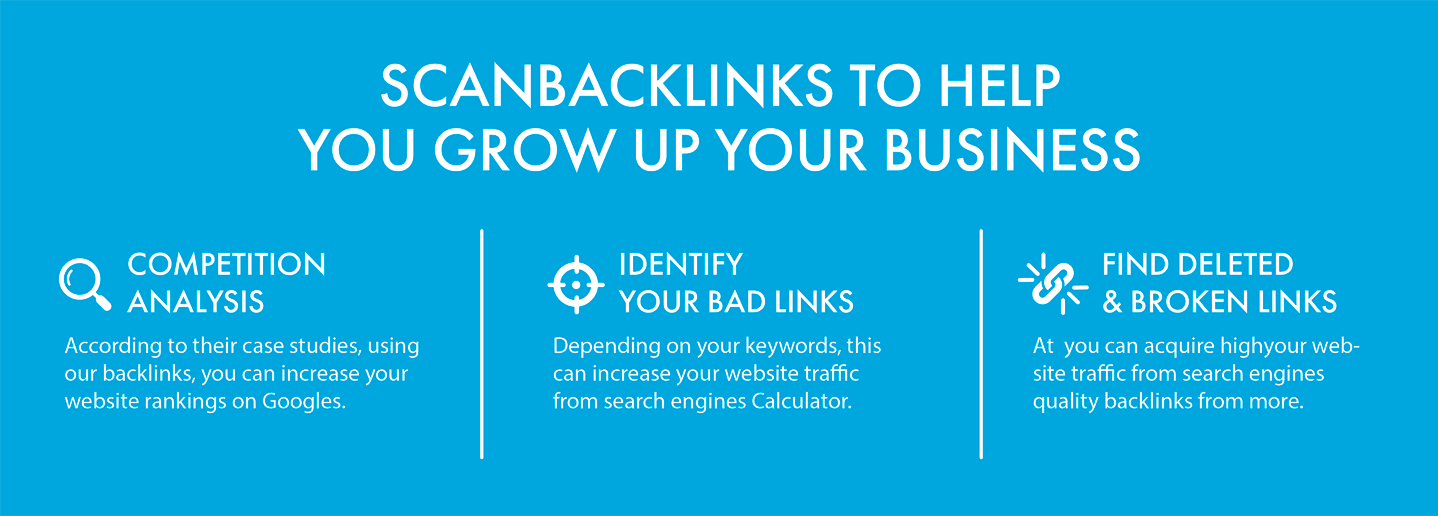 SCANBACKLINKS TO HELP
YOU GROW UP YOUR BUSINESS
COMPETITION
ANALYSIS
According to their case studies, using
our backlinks, you can increase your
website rankings on Googles.
IDENTIFY
YOUR BAD LINKS
Depending on your keywords, this
can increase your website traffic
from search engines Calculator.
FIND DELETED
& BROKEN LINKS
At  you can acquire highyour web-
site traffic from search engines
quality backlinks from more.